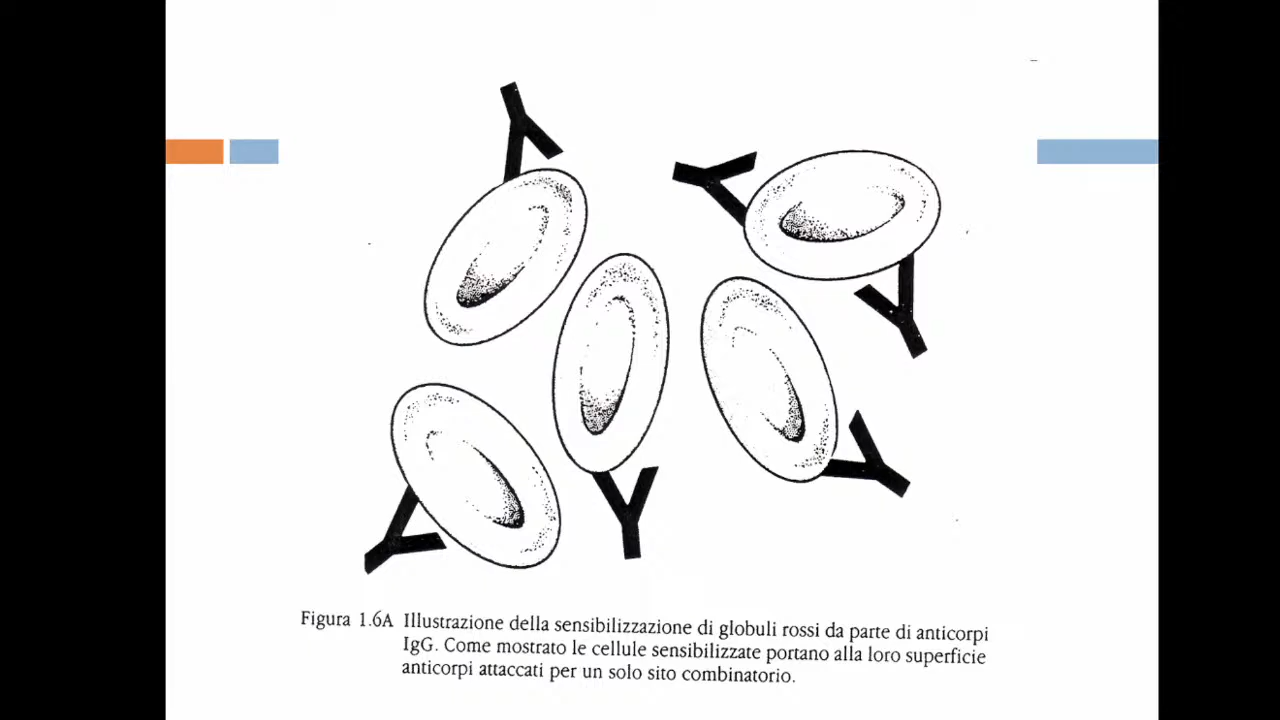 Figura 1.6A Illustrazione della sensibilizzazione di globuli rossi da parte di anticorpi
IgG. Come mostrato le cellule sensibilizzate portano alla loro superficie
anticorpi attaccati per un solo sito combinatorio.